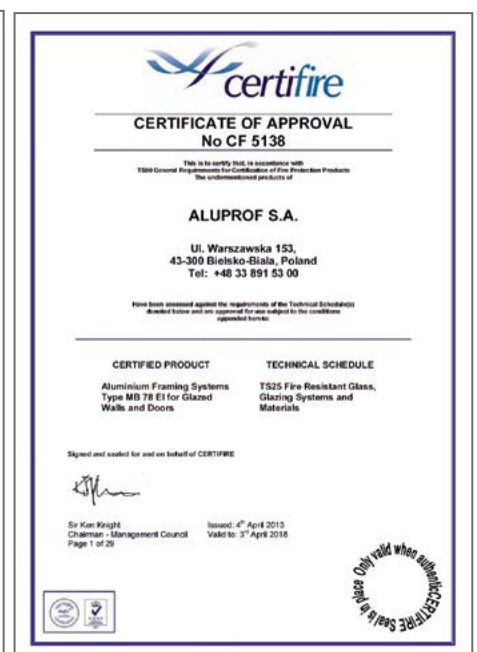 certifire
CERTIFICATE OF APPROVAL
No CF 5138
This is to certify that, in accordance with
TS00 General Requirements for Certification of Fire Protection Products
The undermentioned products of
ALUPROF S.A.
Ul. Warszawska 153,
43-300 Bielsko-Biala, Poland
Tel: +48 33 891 53 00
Have been assessed against the requirements of the Technical Schedule(s)
denoted below and are approved for use subject to the conditions
appended hereto:
CERTIFIED PRODUCT
TECHNICAL SCHEDULE
Aluminium Framing Systems
Type MB 78 EI for Glazed
Walls and Doors
TS25 Fire Resistant Glass,
Glazing Systems and
Materials
Signed and sealed for and on behalf of CERTIFIRE
Sir Ken Knight
Chairman - Management Council
Page 1 of 29
Issued: 4th April 2013
Valid to: 3rd April 2018
Only valid when authentic CERTIFIRE Seal is in place